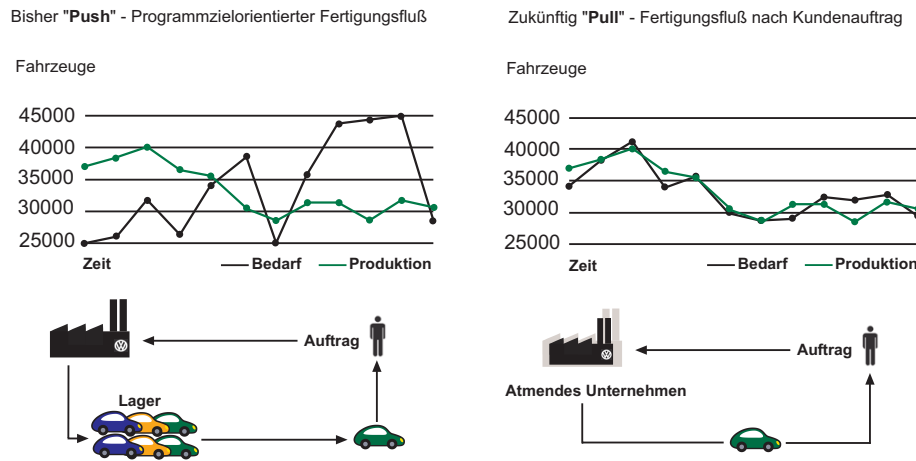 Bisher "Push" - Programmzielorientierter Fertigungsfluß
Fahrzeuge
45000
40000
35000
30000
25000
Zeit
Bedarf
Produktion
Auftrag
Lager
Zukünftig "Pull" - Fertigungsfluß nach Kundenauftrag
Fahrzeuge
45000
40000
35000
30000
25000
Zeit
Bedarf
Produktion
Auftrag
Atmendes Unternehmen